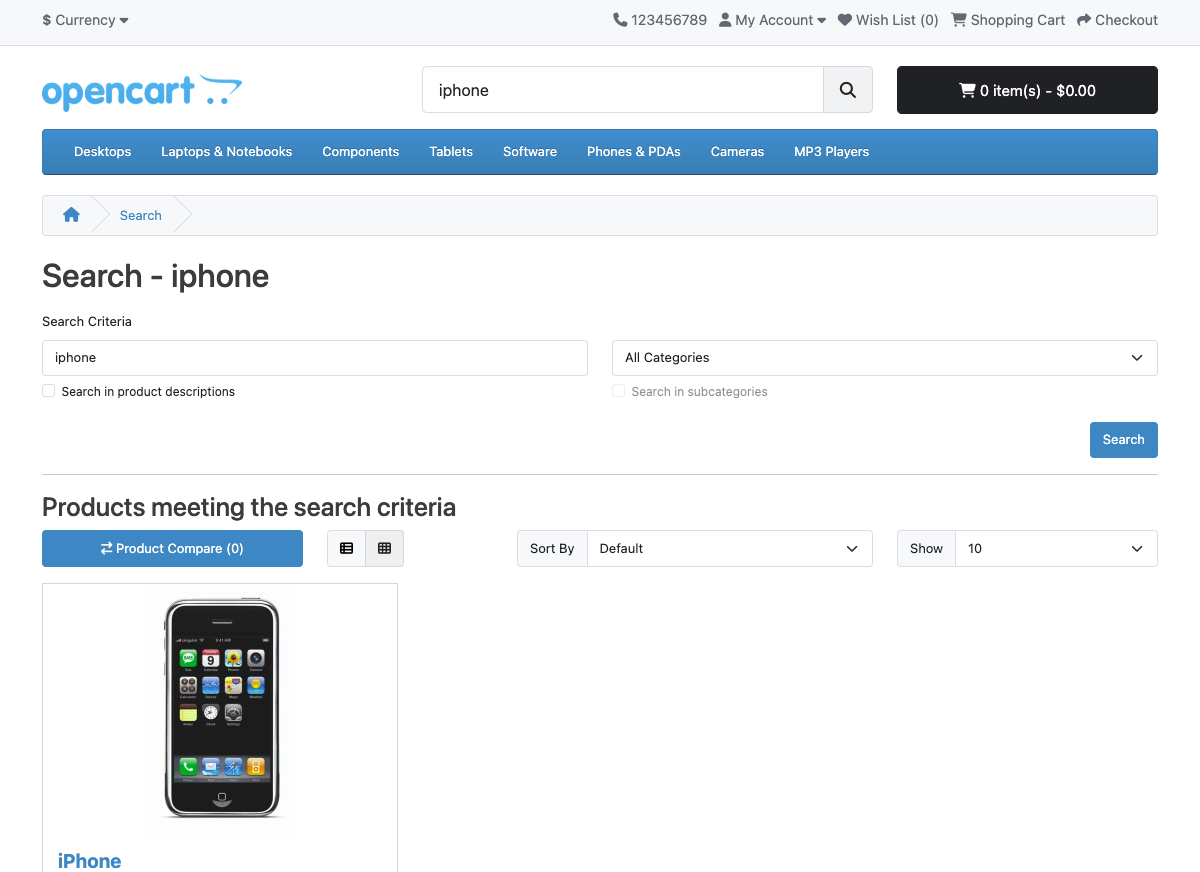 $ Currency
123456789 My Account Wish List (0) Shopping Cart Checkout
opencart
iphone
0 item(s) - $0.00
Desktops Laptops & Notebooks Components Tablets Software Phones & PDAs Cameras MP3 Players
Search
Search - iphone
Search Criteria
iphone
All Categories
Search in product descriptions
Search in subcategories
Search
Products meeting the search criteria
Product Compare (0)
Sort By Default
Show 10
iPhone